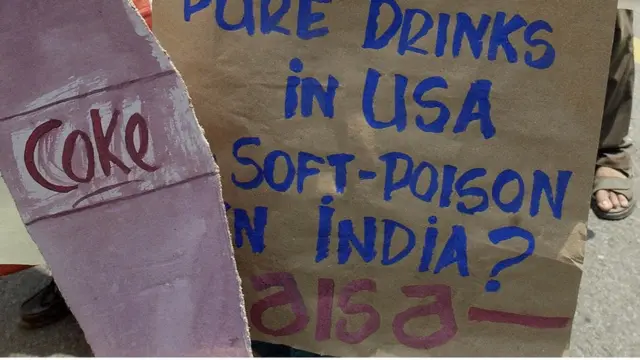 Coke
PURE DRINKS
in USA
SOFT-POISON
in India?
aisa